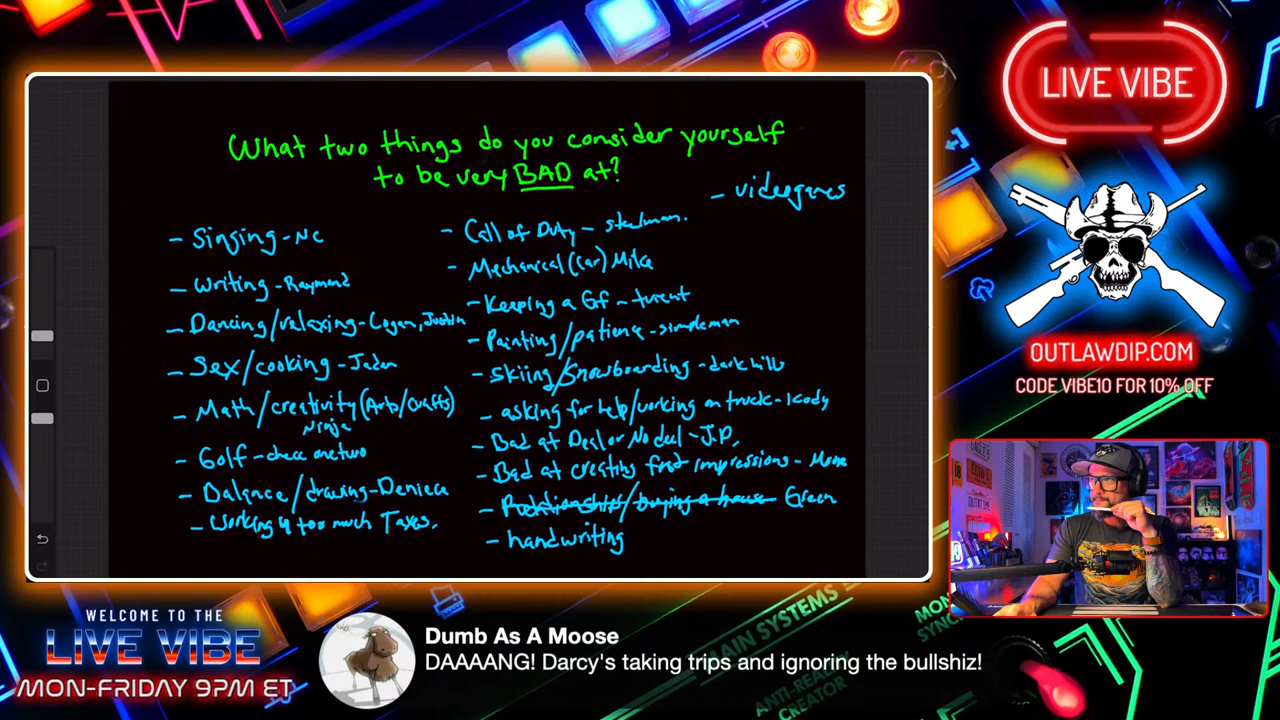 What two things do you consider yourself
to be very BAD at?
- videogames
- Singing - NC
- Writing - Raymond
- Dancing/relaxing - Logan, Justin
- Sex/cooking - Jaden
- Math/creativity (Arts/Crafts)
Ninja
- Golf - check one two
- Balance/drawing - Denieca
- Working 4 too much Taxes.
- Call of Duty - steelman.
- Mechanical (car) Mike
- Keeping a GF -
- Painting/patience - simpleman
- Skiing/Snowboarding - dark hills
- asking for help/working on truck - Kody
- Bad at Deal or No deal - J.P.
- Bad at creating first impressions -
- Relationships/buying a house Green
- handwriting
LIVE VIBE
OUTLAWDIP.COM
CODE VIBE10 FOR 10% OFF
WELCOME TO THE
LIVE VIBE
MON-FRIDAY 9PM ET
Dumb As A Moose
DAAAANG! Darcy's taking trips and ignoring the bullshiz!